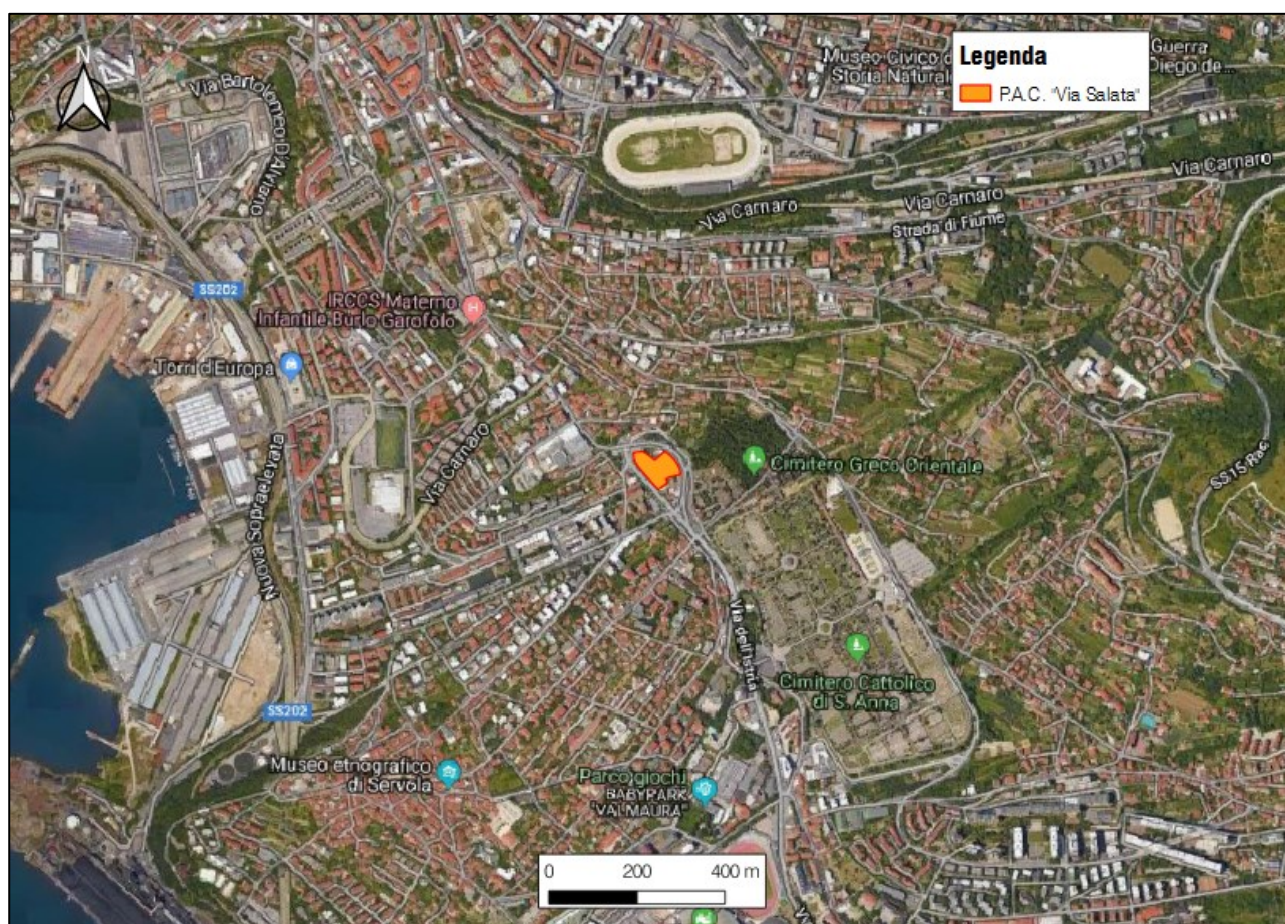 N
Museo Civico d
Storia Natural
Guerra
Diego de...
Legenda
P.A.C. "Via Salata"
Via Bartolomeo D'Alviano
Via Carnaro
Via Carnaro
Via Carnaro
Strada di Fiume
SS202
IRCCS Materno
Infantile Burlo Garofolo
Torri d'Europa
Via Carnaro
Cimitero Greco Orientale
SS15 Rac.
Nuova Sopraelevata
Via dell'Istria
Cimitero Cattolico
di S. Anna
SS202
Museo etnografico
di Servola
Parco giochi
BABYPARK
"VALMAURA"
0 200 400 m